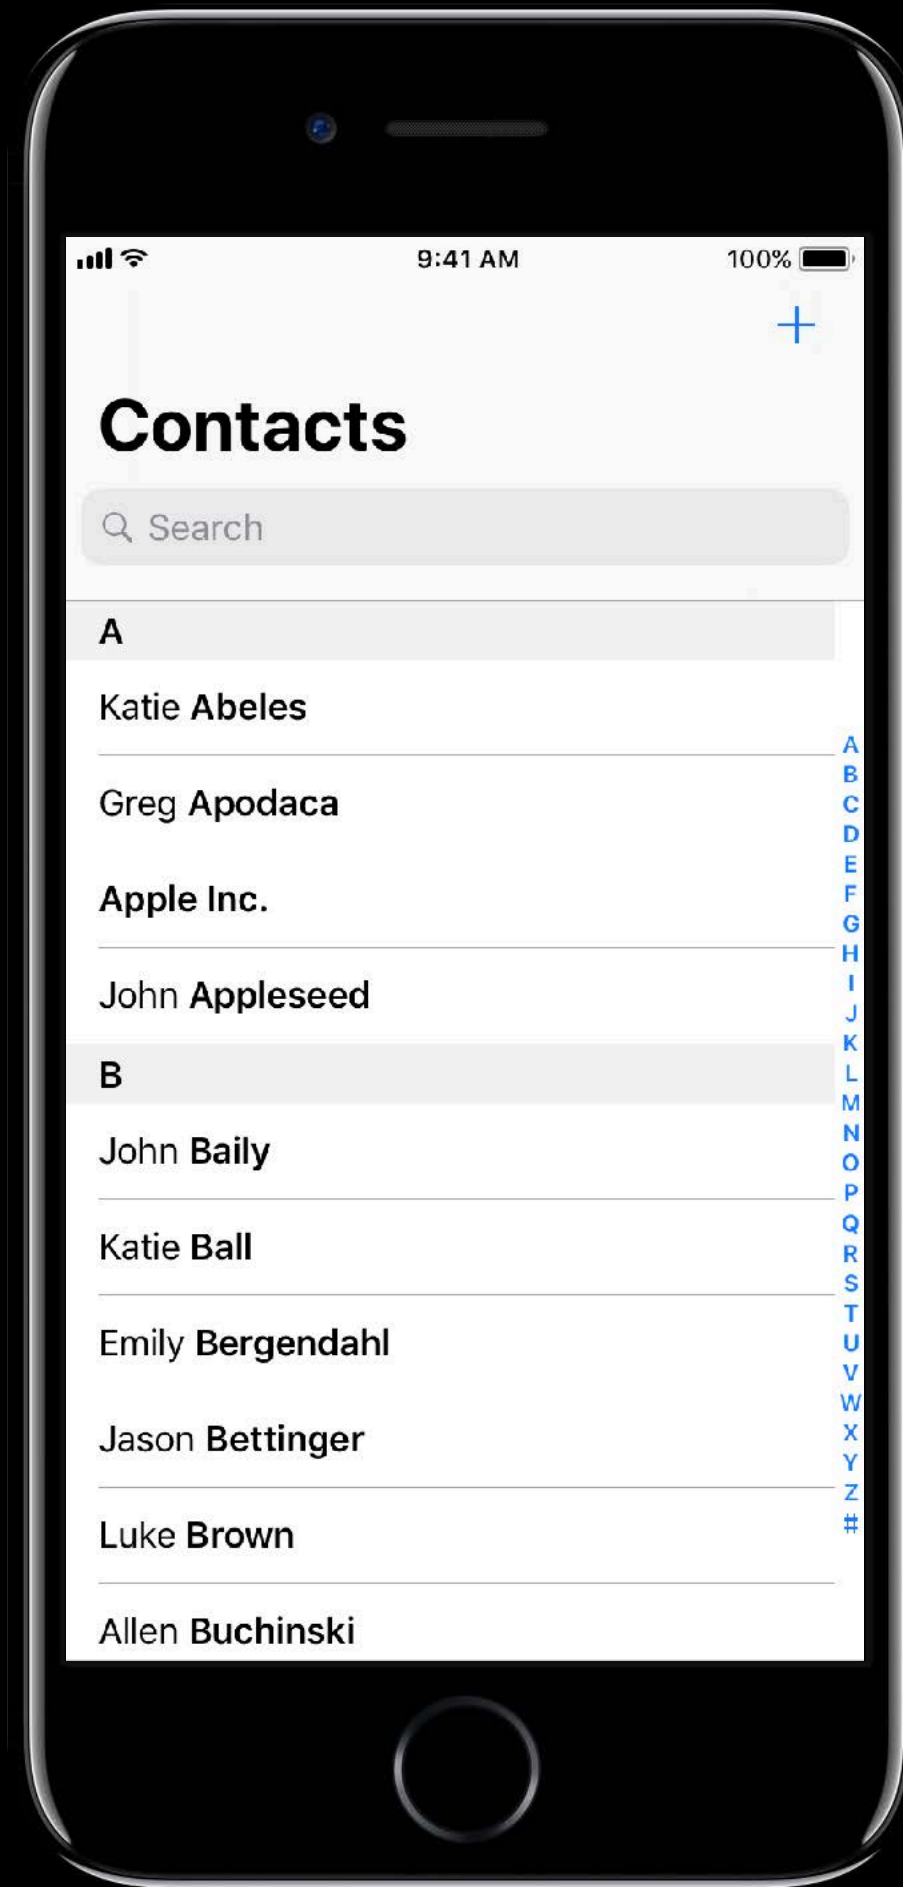 9:41 AM 100%
Contacts
Search
A
Katie Abeles
Greg Apodaca
Apple Inc.
John Appleseed
B
John Baily
Katie Ball
Emily Bergendahl
Jason Bettinger
Luke Brown
Allen Buchinski
A
B
C
D
E
F
G
H
I
J
K
L
M
N
O
P
Q
R
S
T
U
V
W
X
Y
Z
#